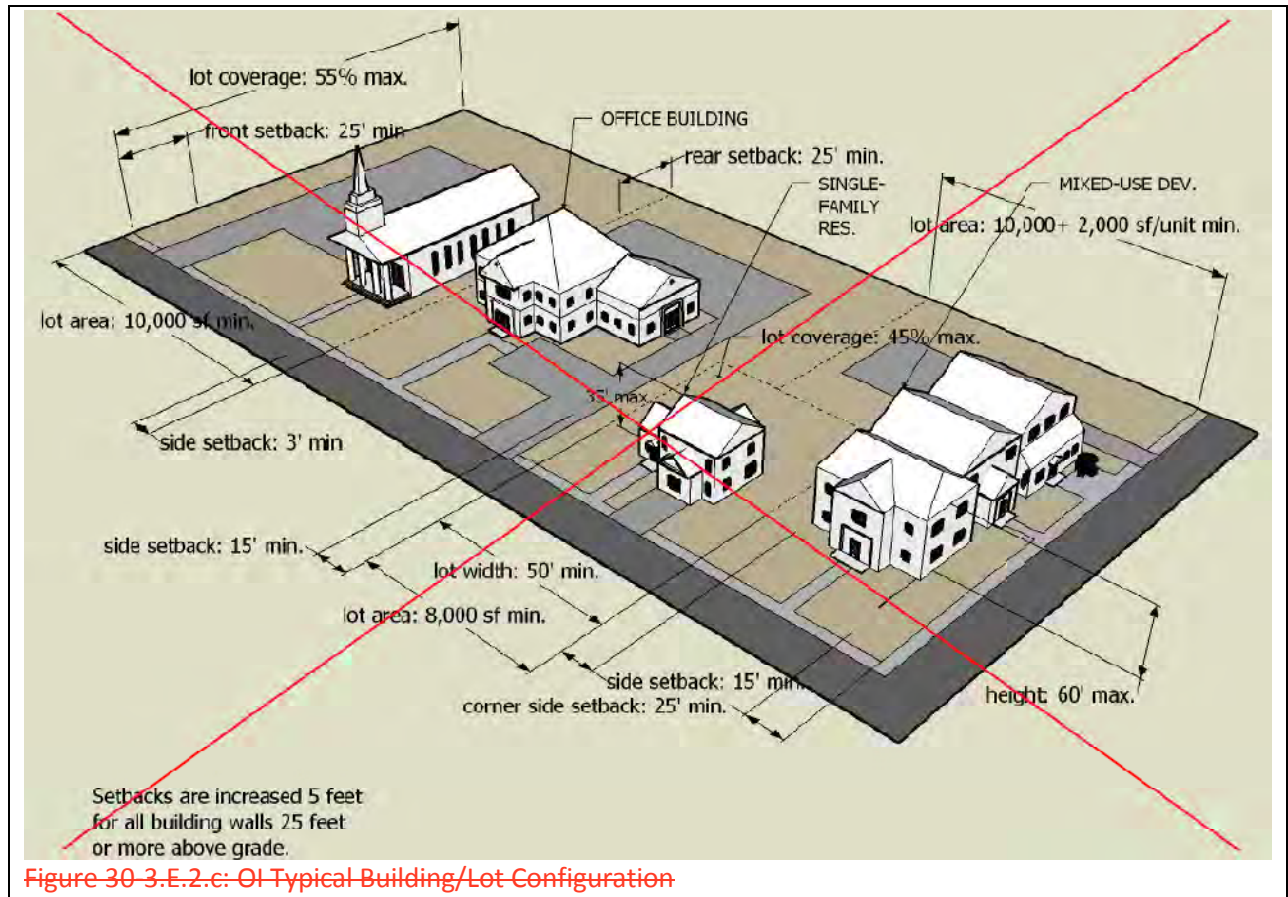 lot coverage: 55% max.
front setback: 25' min
OFFICE BUILDING
rear setback: 25' min.
SINGLE-
FAMILY
RES.
MIXED-USE DEV.
lot area: 10,000+ 2,000 sf/unit min.
lot area: 10,000 sf min.
lot coverage: 45% max.
35' max.
side setback: 3' min
side setback: 15' min.
lot width: 50' min.
lot area: 8,000 sf min.
side setback: 15' min.
corner side setback: 25' min.
height: 60' max.
Setbacks are increased 5 feet
for all building walls 25 feet
or more above grade.
Figure 30-3.E.2.c: OI Typical Building/Lot Configuration